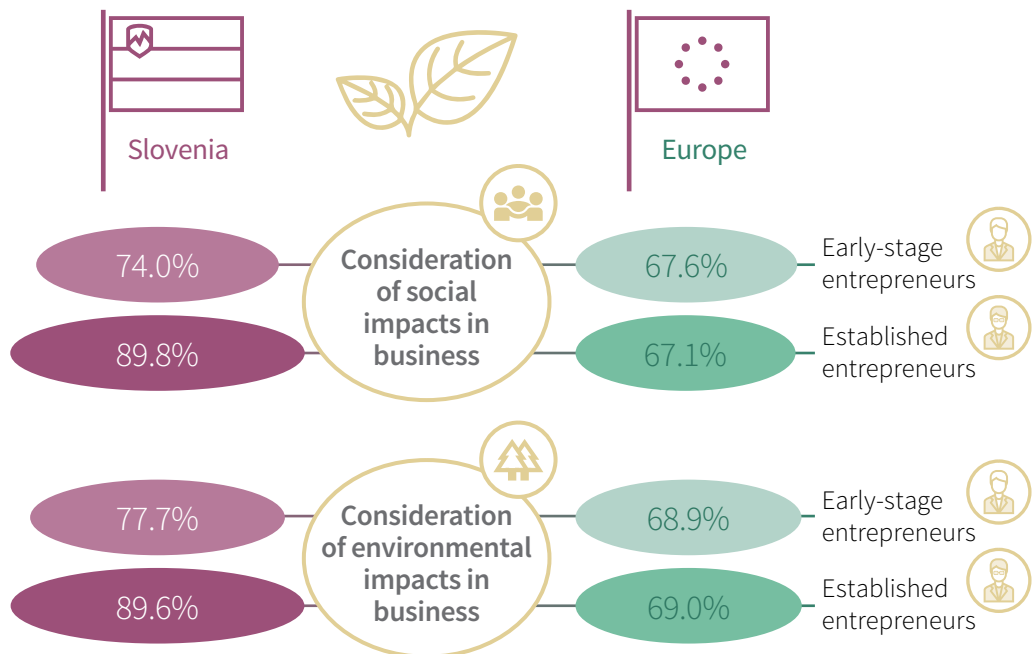 Slovenia
Europe
Consideration
of social
impacts in
business
74.0%
67.6%
Early-stage
entrepreneurs
89.8%
67.1%
Established
entrepreneurs
Consideration
of environmental
impacts in
business
77.7%
68.9%
Early-stage
entrepreneurs
89.6%
69.0%
Established
entrepreneurs